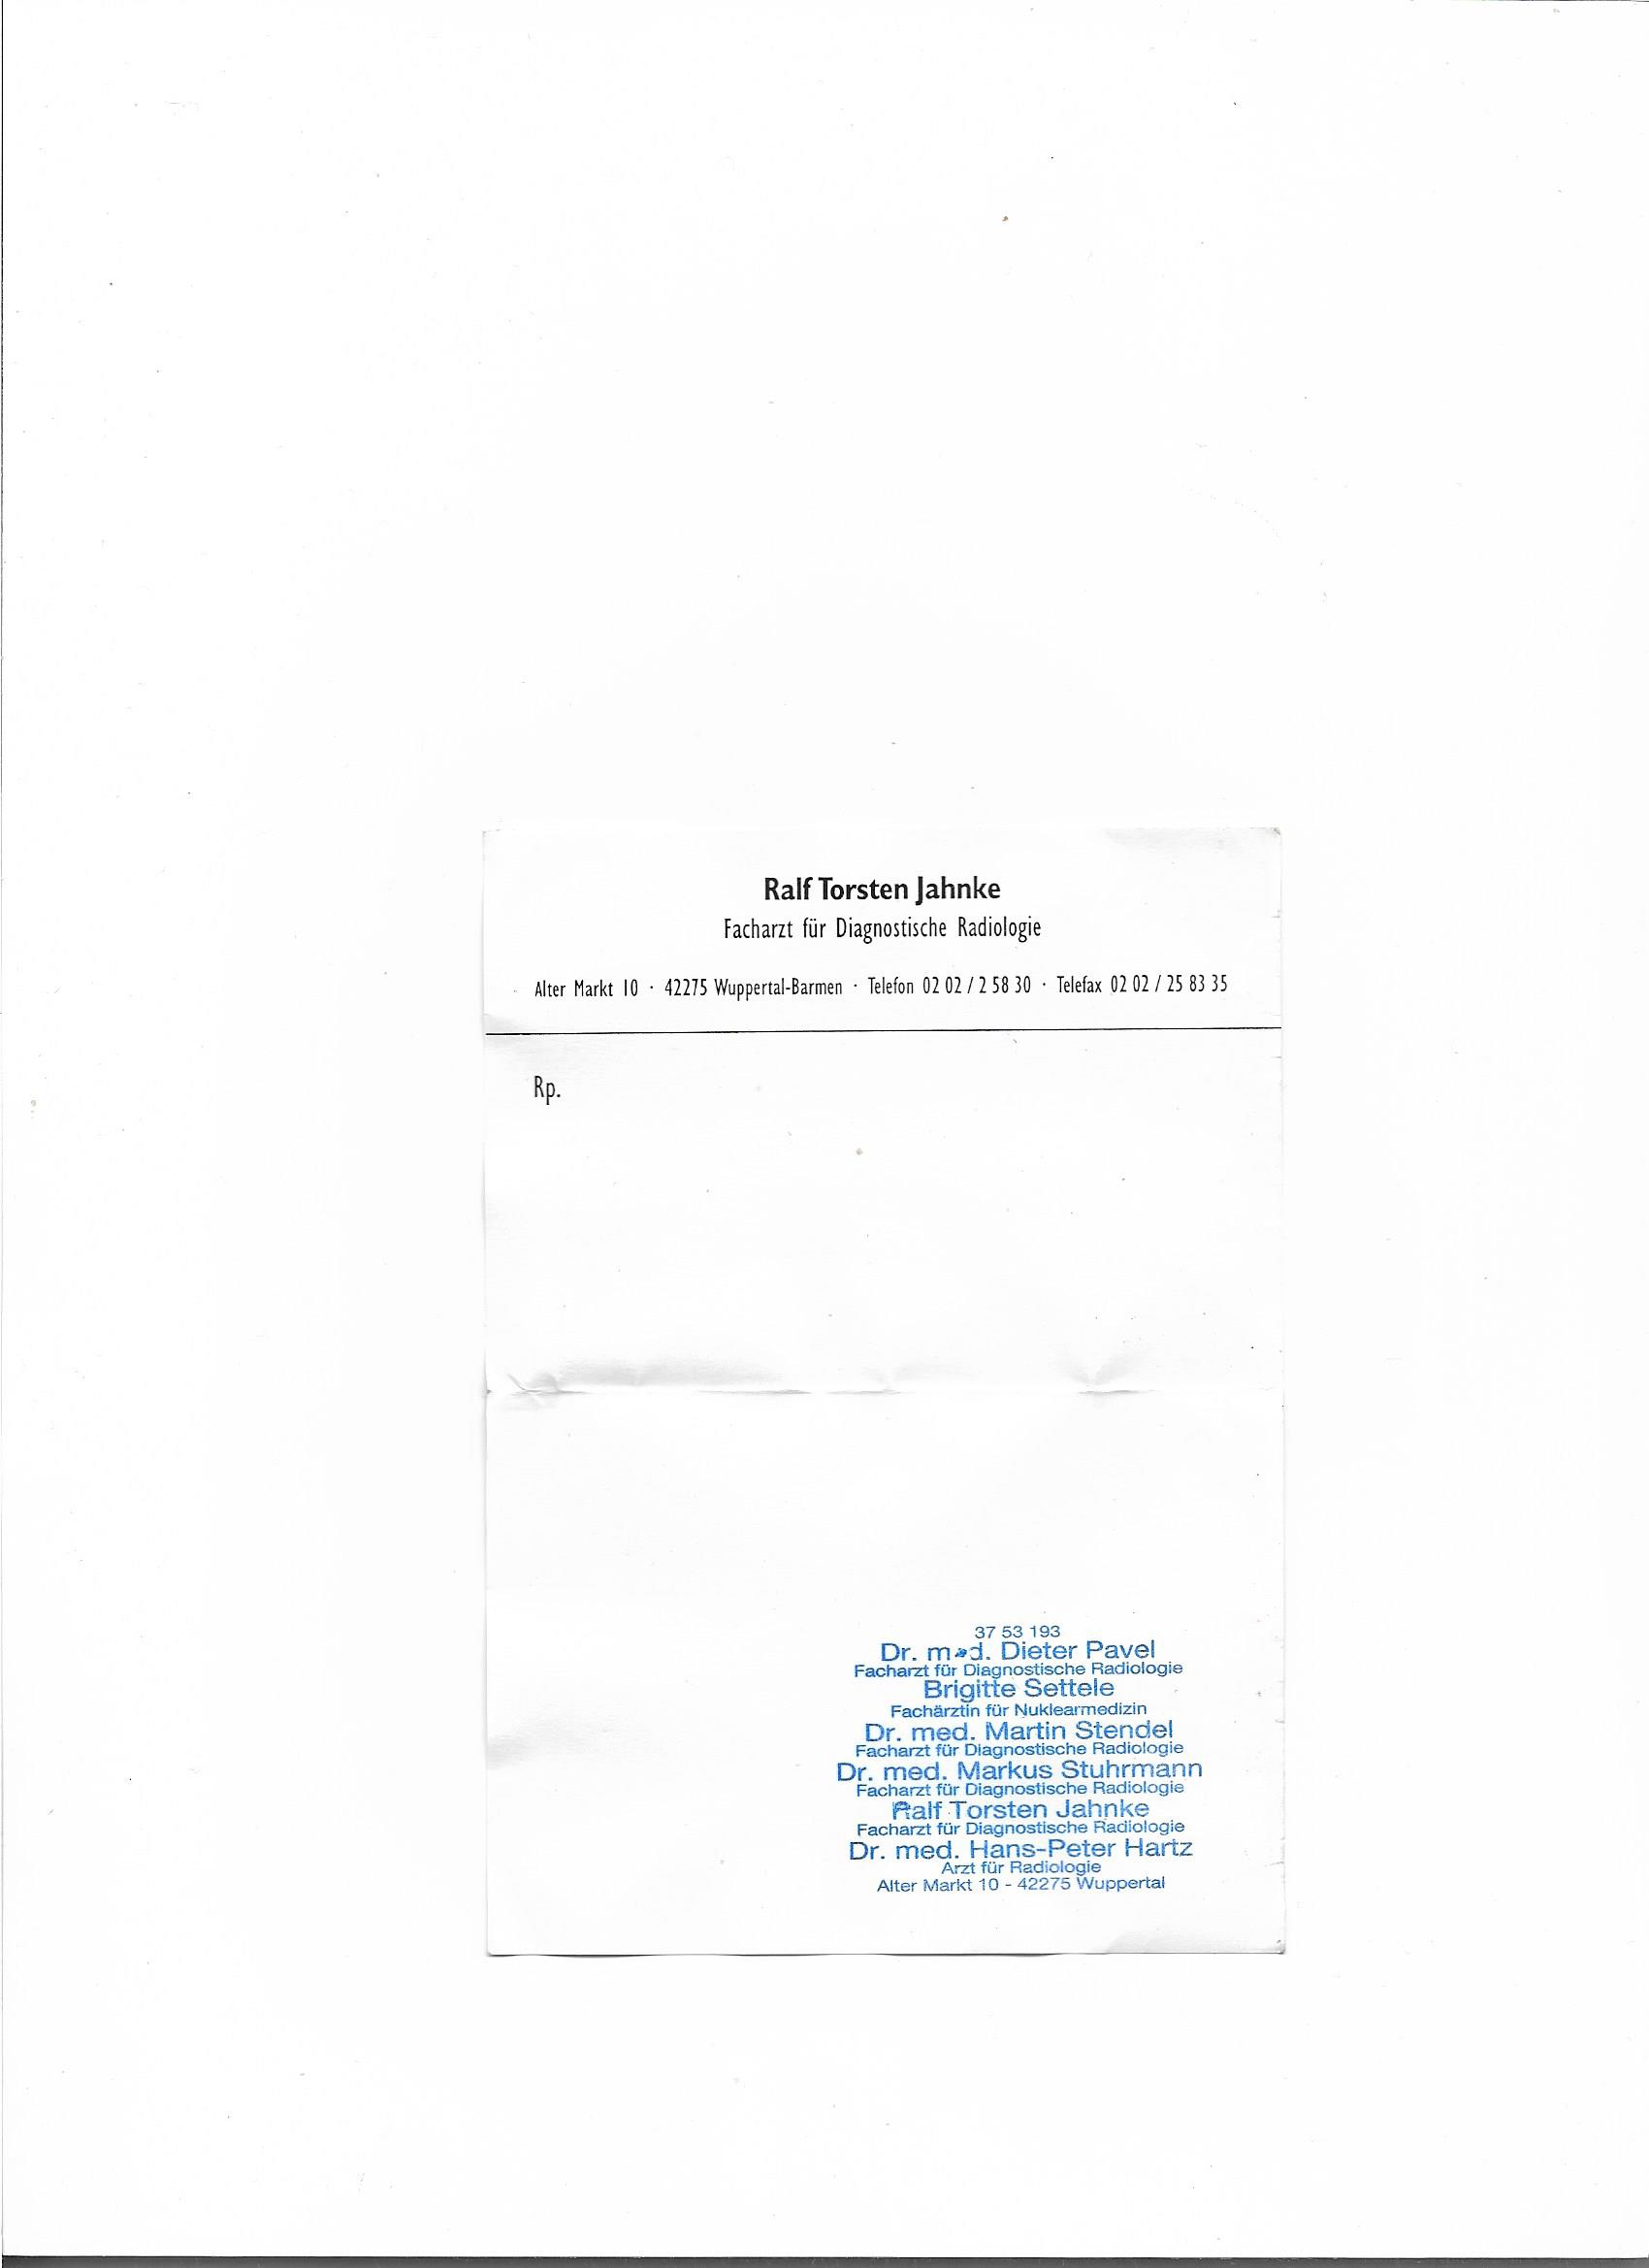 Ralf Torsten Jahnke
Facharzt für Diagnostische Radiologie
Alter Markt 10 · 42275 Wuppertal-Barmen · Telefon 02 02 / 2 58 30 · Telefax 02 02 / 25 83 35
Rp.
37 53 193
Dr. med. Dieter Pavel
Facharzt für Diagnostische Radiologie
Brigitte Settele
Fachärztin für Nuklearmedizin
Dr. med. Martin Stendel
Facharzt für Diagnostische Radiologie
Dr. med. Markus Stuhrmann
Facharzt für Diagnostische Radiologie
Ralf Torsten Jahnke
Facharzt für Diagnostische Radiologie
Dr. med. Hans-Peter Hartz
Arzt für Radiologie
Alter Markt 10 - 42275 Wuppertal